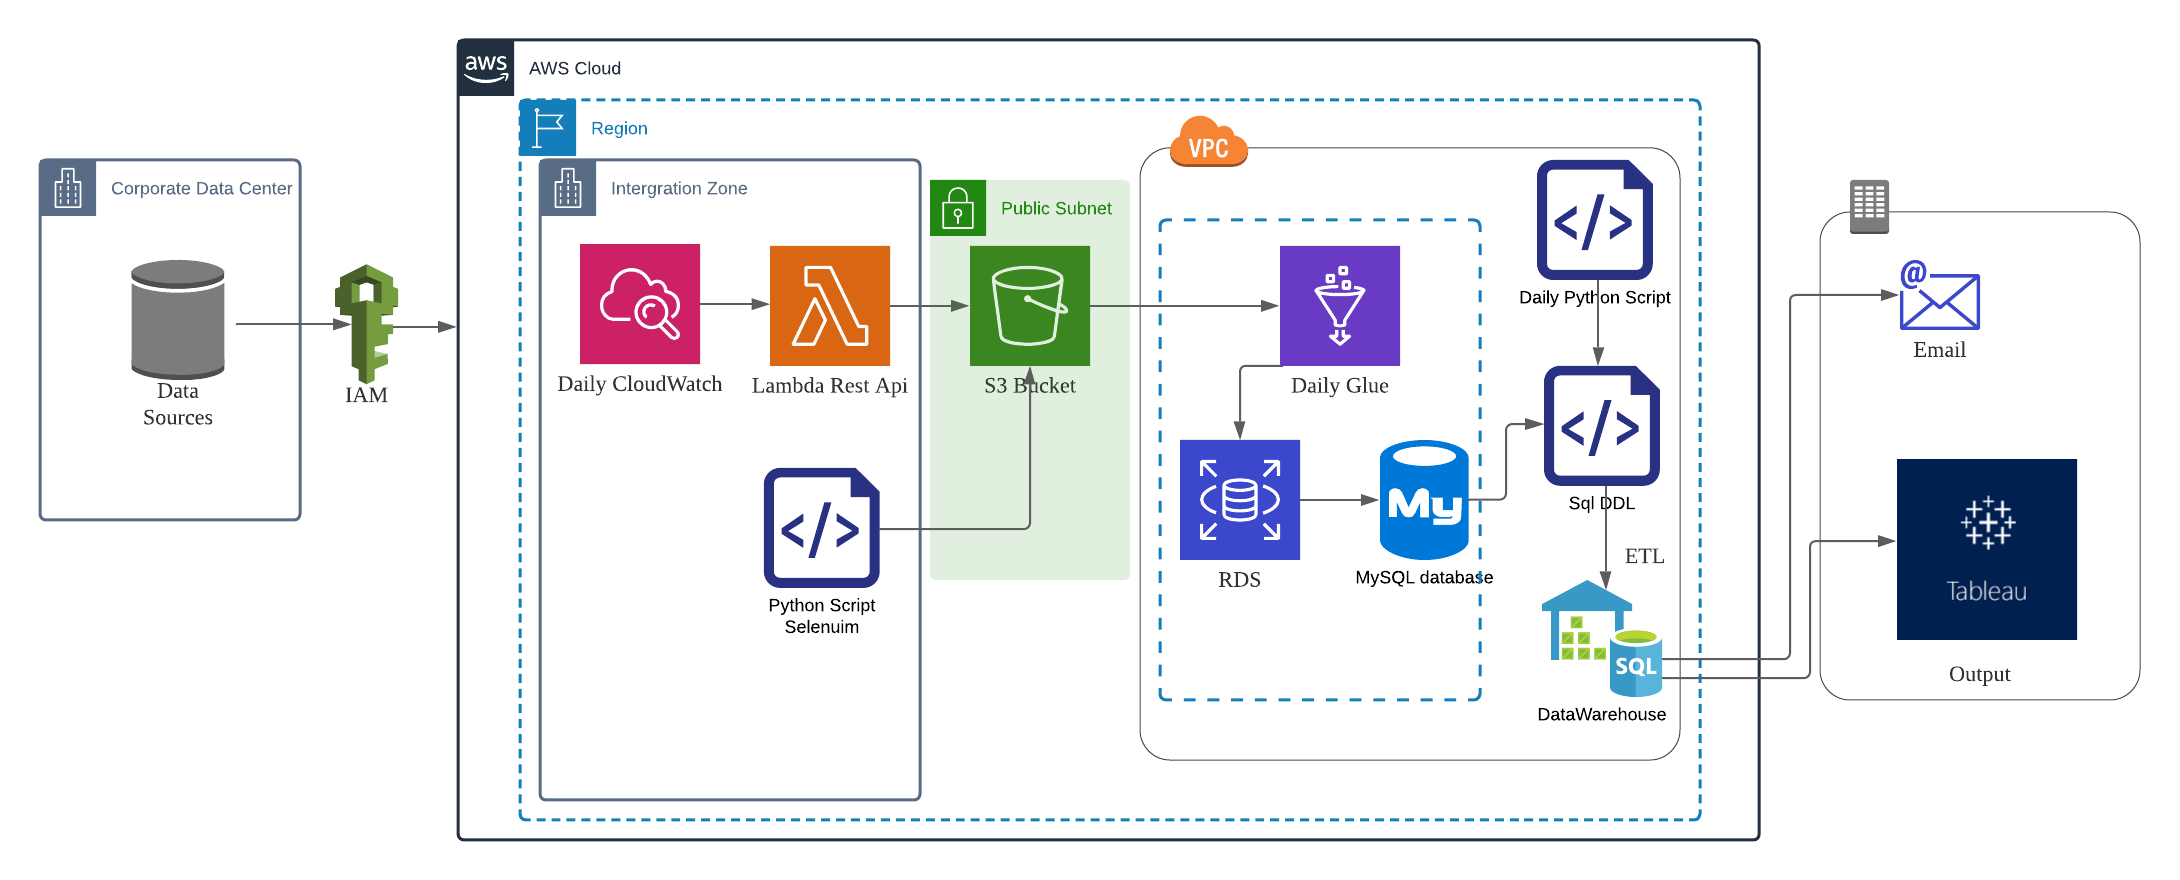 aws
AWS Cloud
Region
VPC
Corporate Data Center
Intergration Zone
Public Subnet
Data
Sources
IAM
Daily CloudWatch
Lambda Rest Api
S3 Bucket
Daily Glue
Daily Python Script
</>
@
Email
</>
Sql DDL
</>
Python Script
Selenuim
RDS
My
MySQL database
ETL
SQL
DataWarehouse
Tableau
Output